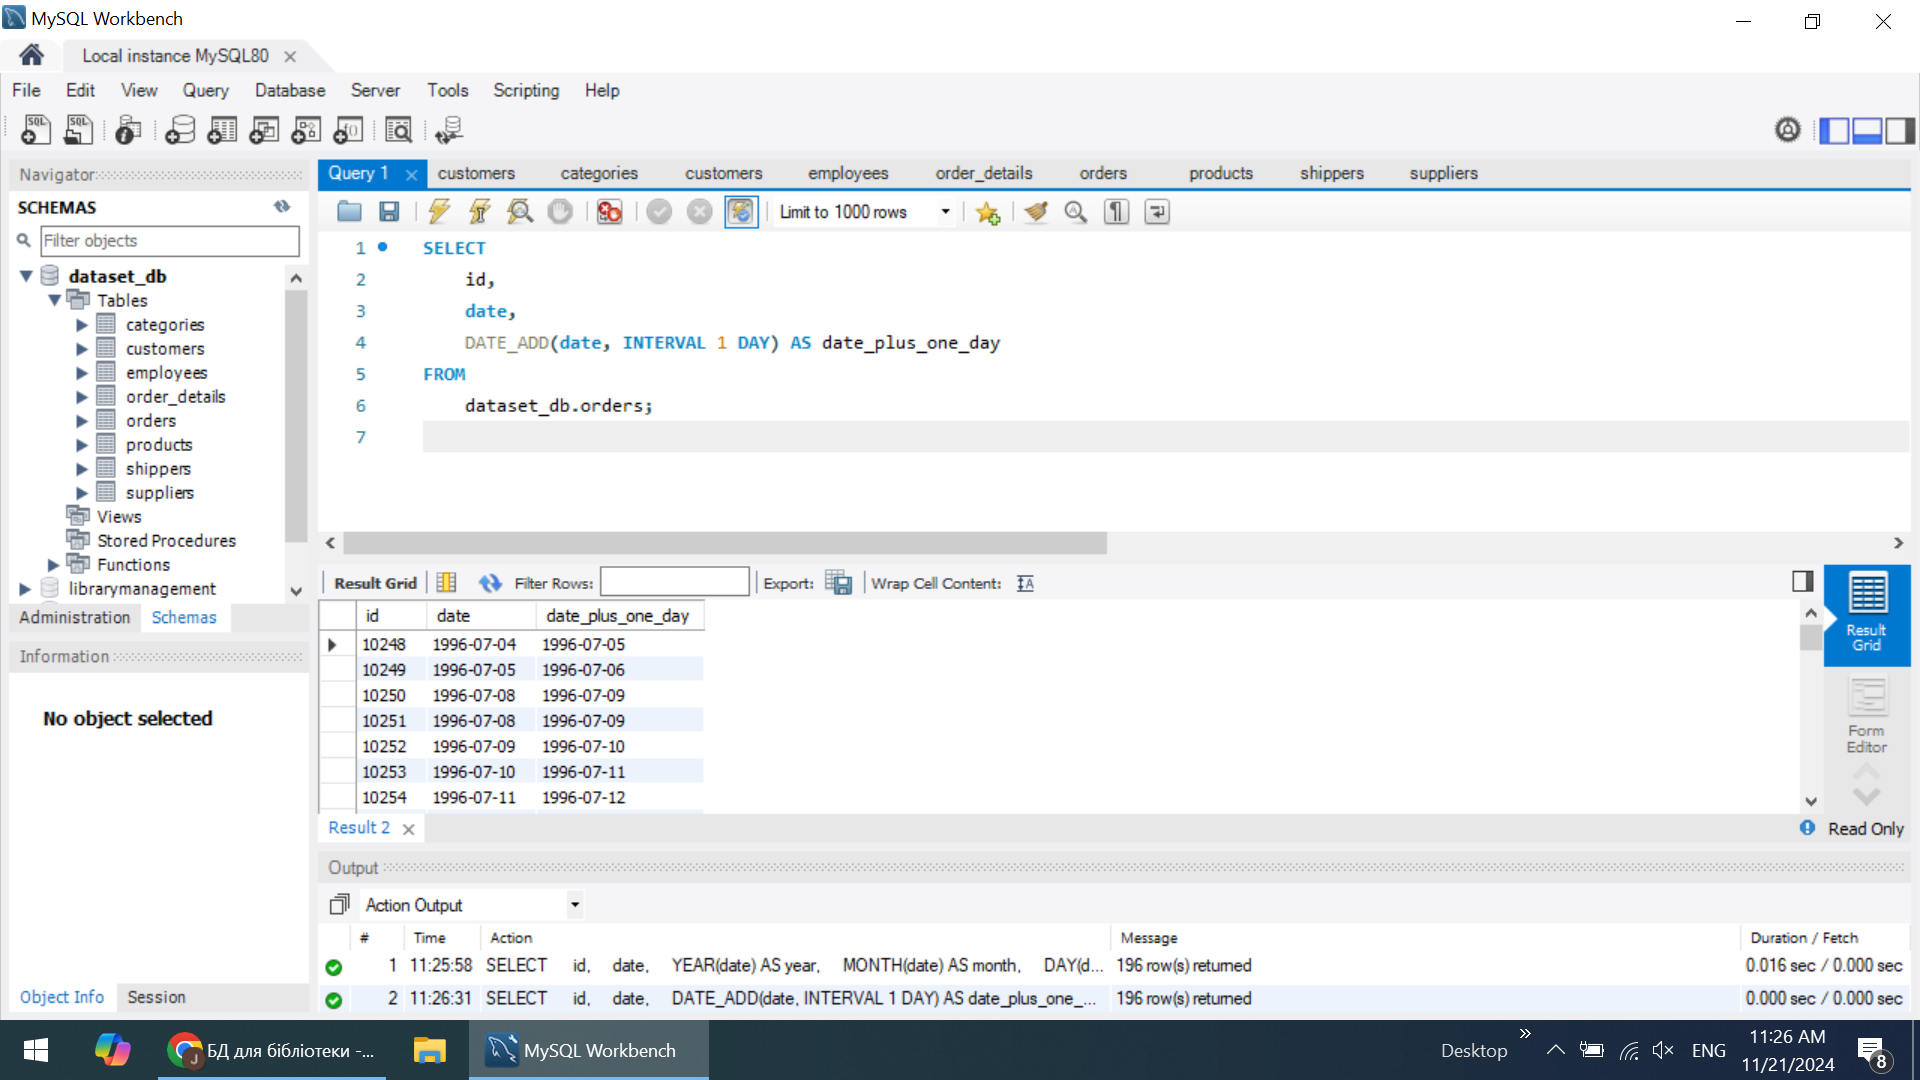 MySQL Workbench
Local instance MySQL80
File Edit View Query Database Server Tools Scripting Help
Navigator
SCHEMAS
Filter objects
dataset_db
Tables
categories
customers
employees
order_details
orders
products
shippers
suppliers
Views
Stored Procedures
Functions
librarymanagement
Administration Schemas
Information
No object selected
Object Info Session
Query 1 customers categories customers employees order_details orders products shippers suppliers
Limit to 1000 rows
1 SELECT
2 id,
3 date,
4 DATE_ADD(date, INTERVAL 1 DAY) AS date_plus_one_day
5 FROM
6 dataset_db.orders;
7
Result Grid Filter Rows: Export: Wrap Cell Content:
id date date_plus_one_day
10248 1996-07-04 1996-07-05
10249 1996-07-05 1996-07-06
10250 1996-07-08 1996-07-09
10251 1996-07-08 1996-07-09
10252 1996-07-09 1996-07-10
10253 1996-07-10 1996-07-11
10254 1996-07-11 1996-07-12
Result
Grid
Form
Editor
Result 2
Read Only
Output
Action Output
# Time Action Message Duration / Fetch
1 11:25:58 SELECT id, date, YEAR(date) AS year, MONTH(date) AS month, DAY(d... 196 row(s) returned 0.016 sec / 0.000 sec
2 11:26:31 SELECT id, date, DATE_ADD(date, INTERVAL 1 DAY) AS date_plus_one_... 196 row(s) returned 0.000 sec / 0.000 sec
J БД для бібліотеки -... MySQL Workbench Desktop ENG 11:26 AM
11/21/2024 8